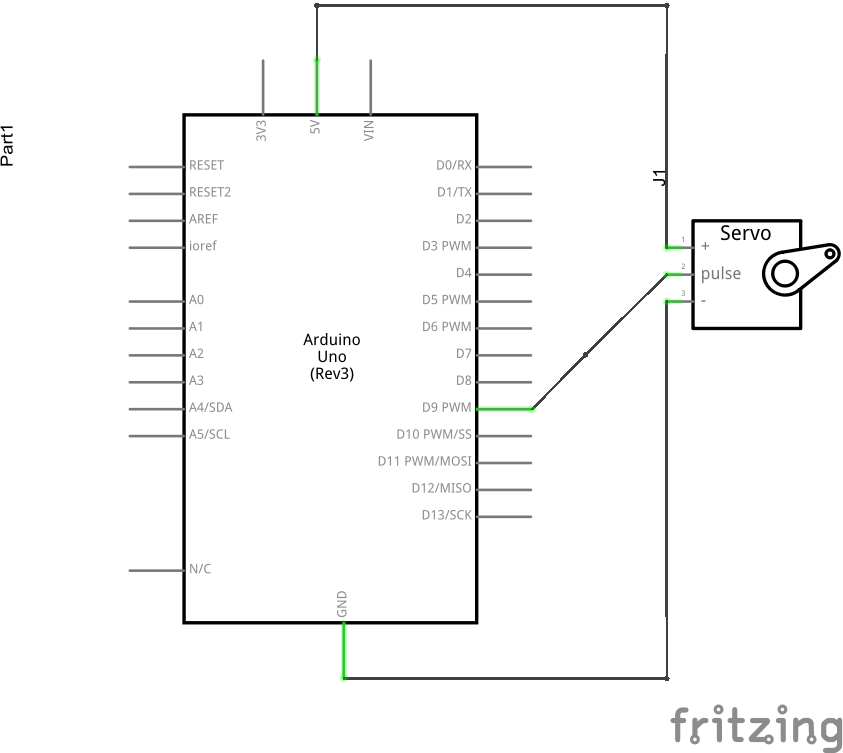 Part1
3V3
5V
VIN
RESET
RESET2
AREF
ioref
A0
A1
A2
A3
A4/SDA
A5/SCL
N/C
Arduino
Uno
(Rev3)
D0/RX
D1/TX
D2
D3 PWM
D4
D5 PWM
D6 PWM
D7
D8
D9 PWM
D10 PWM/SS
D11 PWM/MOSI
D12/MISO
D13/SCK
GND
J1
Servo
1 +
2 pulse
3 -
fritzing